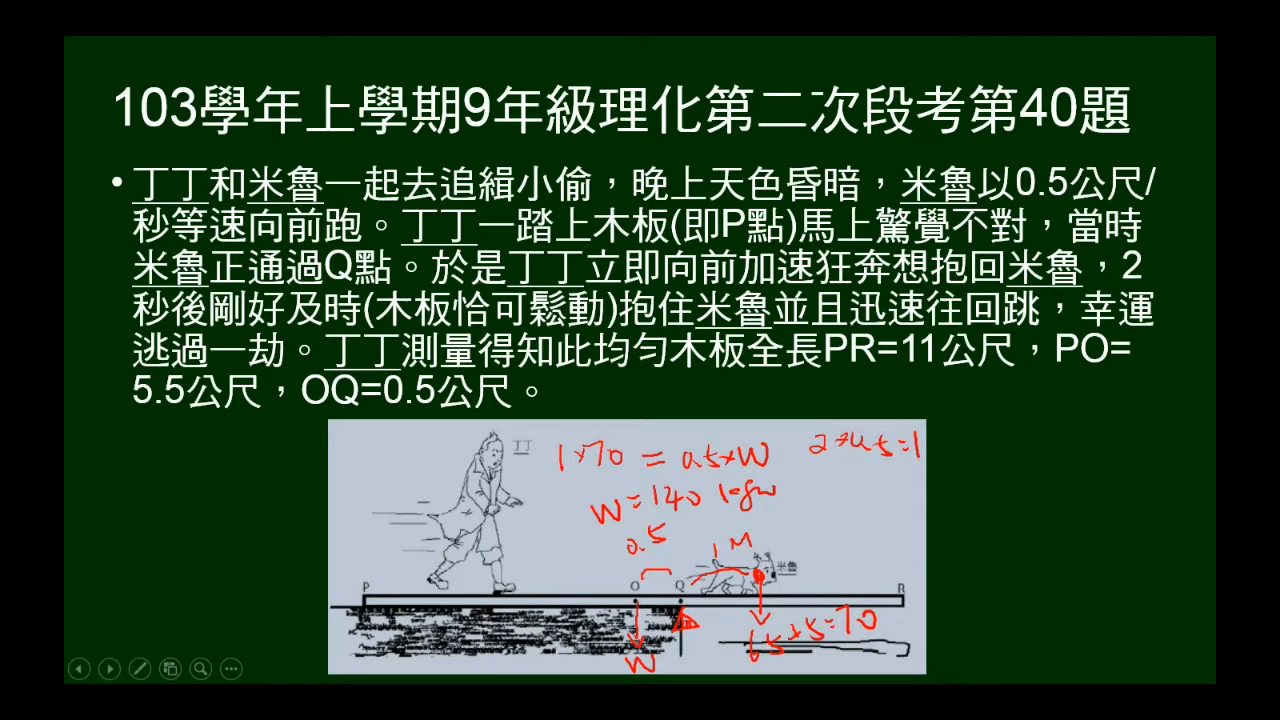 103學年上學期9年級理化第二次段考第40題
• 丁丁和米魯一起去追緝小偷，晚上天色昏暗，米魯以0.5公尺/
秒等速向前跑。丁丁一踏上木板(即P點)馬上驚覺不對，當時
米魯正通過Q點。於是丁丁立即向前加速狂奔想抱回米魯，2
秒後剛好及時(木板恰可鬆動)抱住米魯並且迅速往回跳，幸運
逃過一劫。丁丁測量得知此均勻木板全長PR=11公尺，PO=
5.5公尺，OQ=0.5公尺。
丁丁
1×70 = 0.5×W
2×0.5=1
W=140 kgw
0.5
1M
米魯
P
O
Q
R
65+5=70
W